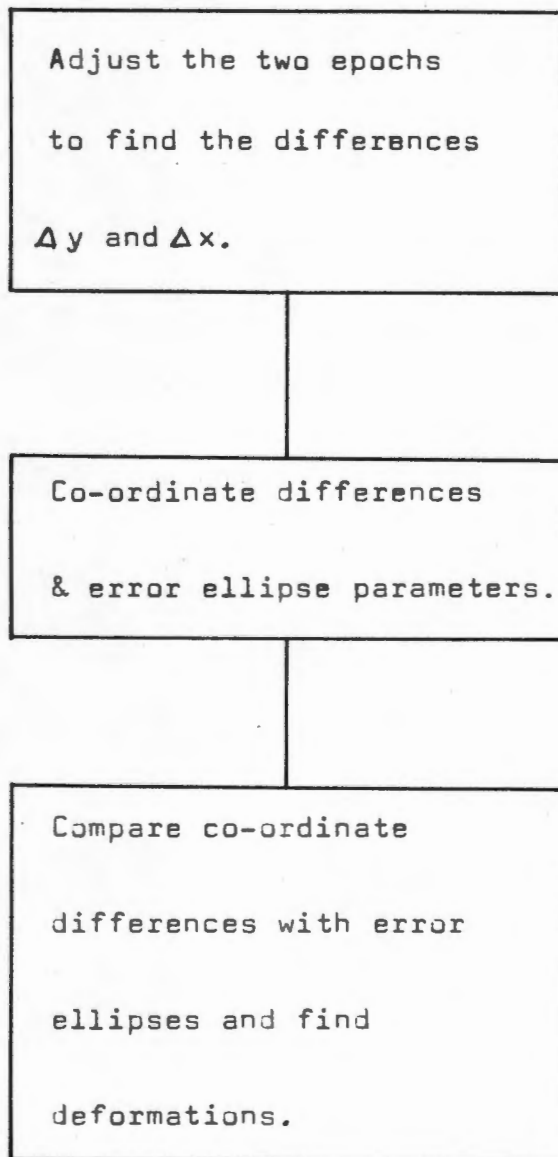 Adjust the two epochs
to find the differences
Δy and Δx.
Co-ordinate differences
& error ellipse parameters.
Compare co-ordinate
differences with error
ellipses and find
deformations.